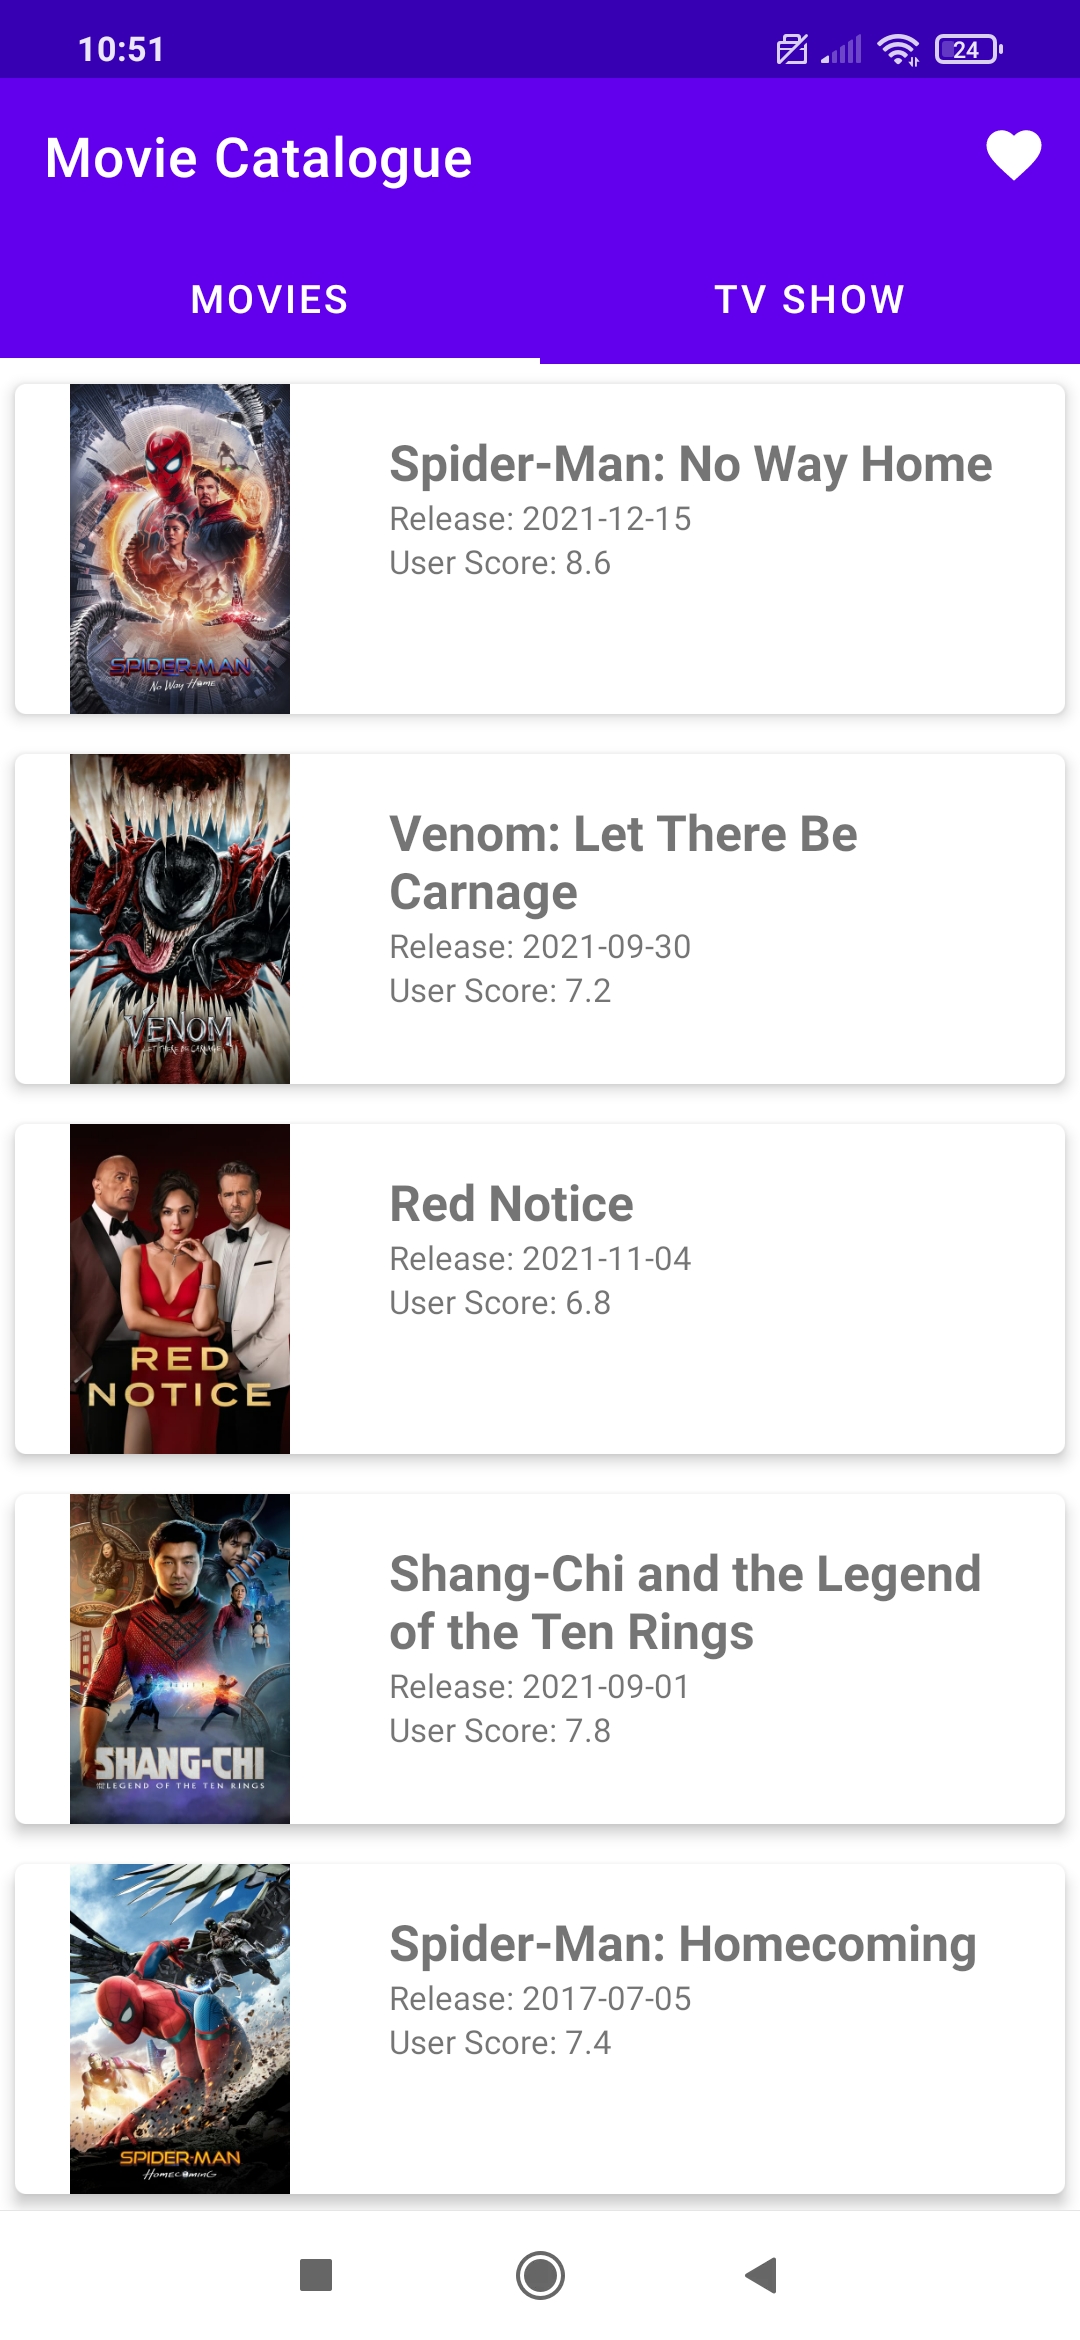 10:51
24
Movie Catalogue
MOVIES
TV SHOW
Spider-Man: No Way Home
Release: 2021-12-15
User Score: 8.6
SPIDER-MAN
No Way Home
Venom: Let There Be
Carnage
Release: 2021-09-30
User Score: 7.2
VENOM
LET THERE BE CARNAGE
Red Notice
Release: 2021-11-04
User Score: 6.8
RED
NOTICE
Shang-Chi and the Legend
of the Ten Rings
Release: 2021-09-01
User Score: 7.8
SHANG-CHI
AND THE LEGEND OF THE TEN RINGS
Spider-Man: Homecoming
Release: 2017-07-05
User Score: 7.4
SPIDER-MAN
HOMECOMING